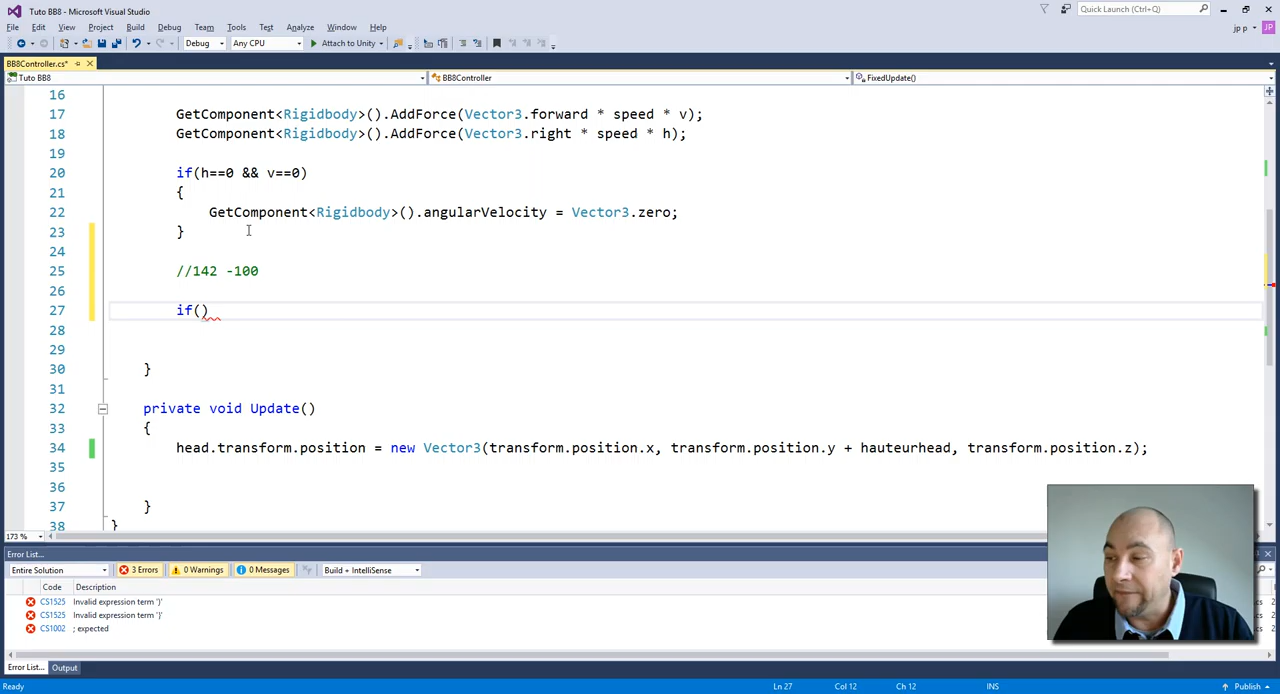 Tuto BB8 - Microsoft Visual Studio
Quick Launch (Ctrl+Q)
File Edit View Project Build Debug Team Tools Test Analyze Window Help
jp p JP
Debug Any CPU Attach to Unity
BB8Controller.cs*
Tuto BB8 BB8Controller FixedUpdate()
16
17 GetComponent<Rigidbody>().AddForce(Vector3.forward * speed * v);
18 GetComponent<Rigidbody>().AddForce(Vector3.right * speed * h);
19
20 if(h==0 && v==0)
21 {
22 GetComponent<Rigidbody>().angularVelocity = Vector3.zero;
23 }
24
25 //142 -100
26
27 if()
28
29
30 }
31
32 private void Update()
33 {
34 head.transform.position = new Vector3(transform.position.x, transform.position.y + hauteurhead, transform.position.z);
35
36
37 }
38 }
173 %
Error List...
Entire Solution 3 Errors 0 Warnings 0 Messages Build + IntelliSense
Code Description
CS1525 Invalid expression term ')'
CS1525 Invalid expression term '}'
CS1002 ; expected
Error List... Output
Ready Ln 27 Col 12 Ch 12 INS Publish